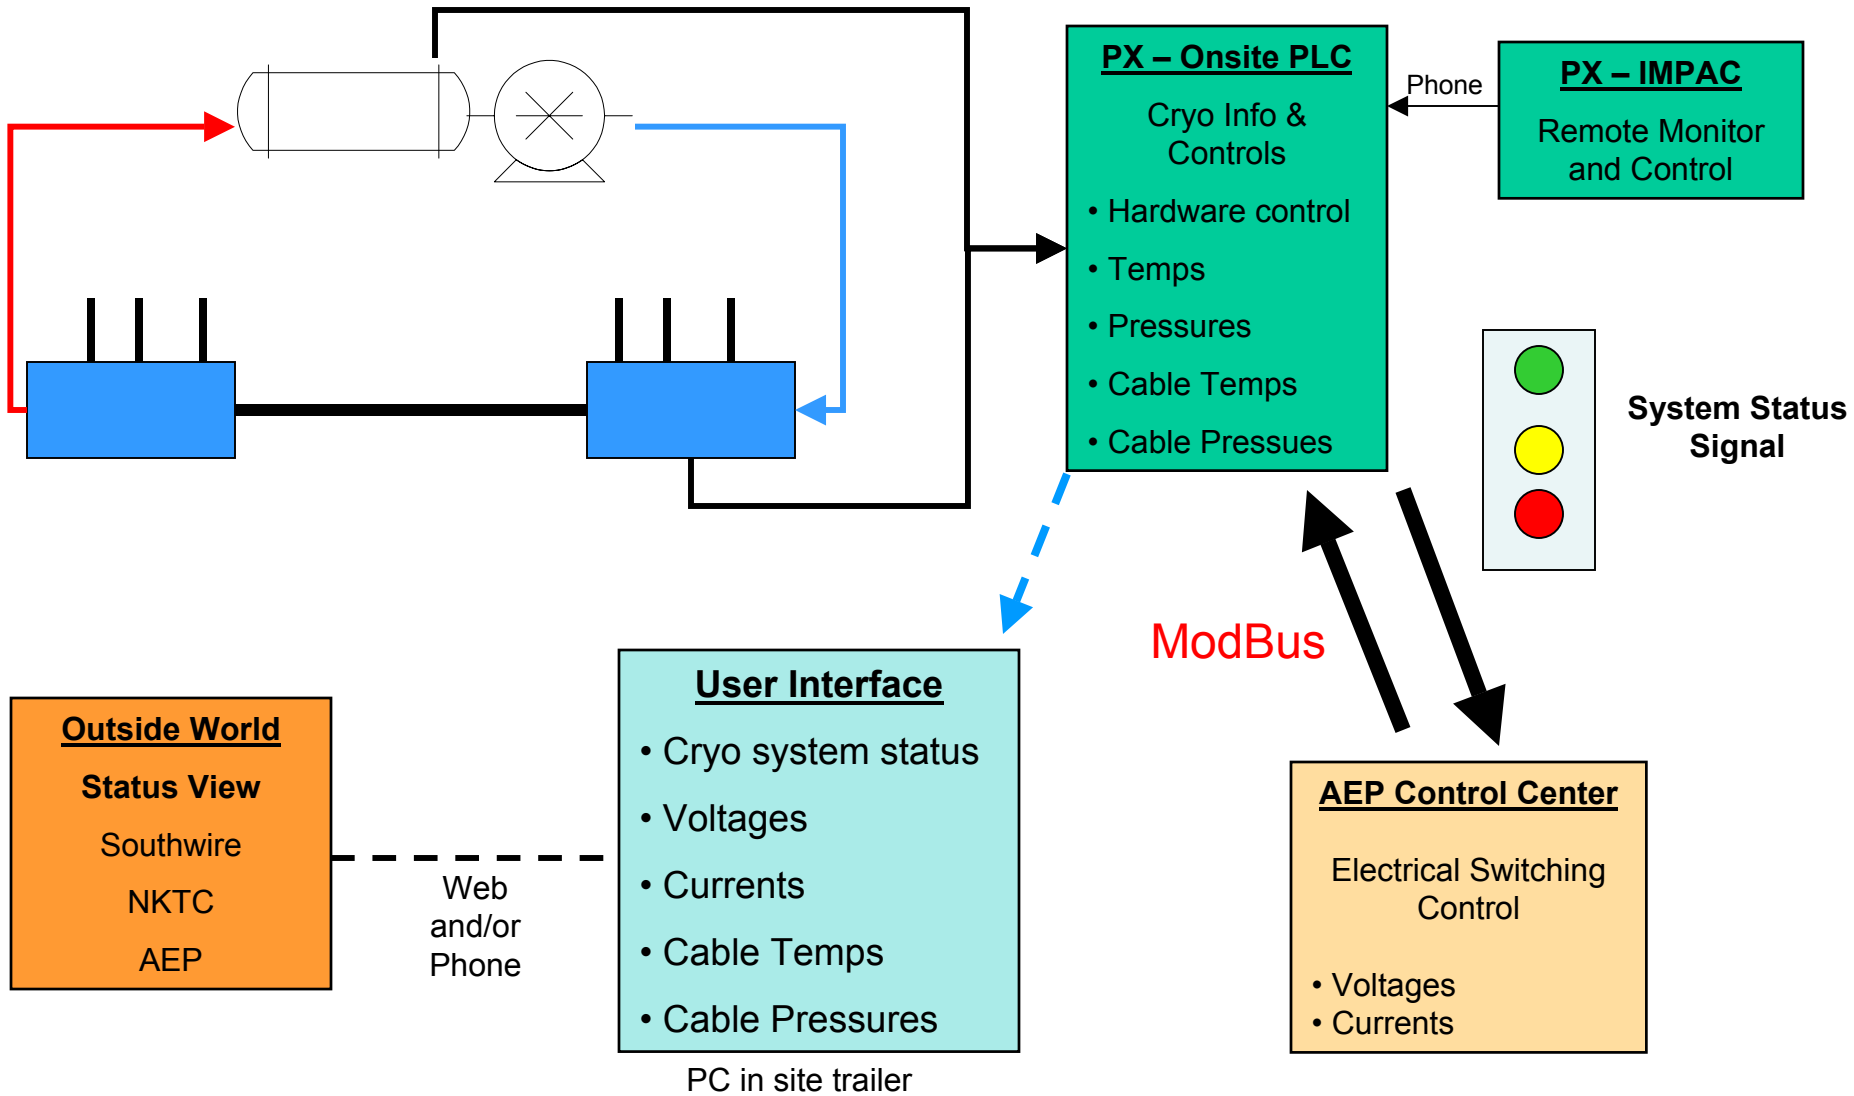 PX – Onsite PLC
Cryo Info &
Controls
• Hardware control
• Temps
• Pressures
• Cable Temps
• Cable Pressues
Phone
PX – IMPAC
Remote Monitor
and Control
System Status
Signal
ModBus
Outside World
Status View
Southwire
NKTC
AEP
Web
and/or
Phone
User Interface
• Cryo system status
• Voltages
• Currents
• Cable Temps
• Cable Pressures
PC in site trailer
AEP Control Center
Electrical Switching
Control
• Voltages
• Currents